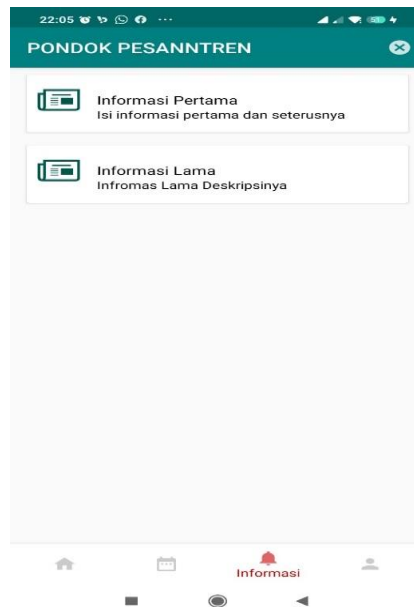 22:05
PONDOK PESANNTREN
Informasi Pertama
Isi informasi pertama dan seterusnya
Informasi Lama
Infromas Lama Deskripsinya
Informasi